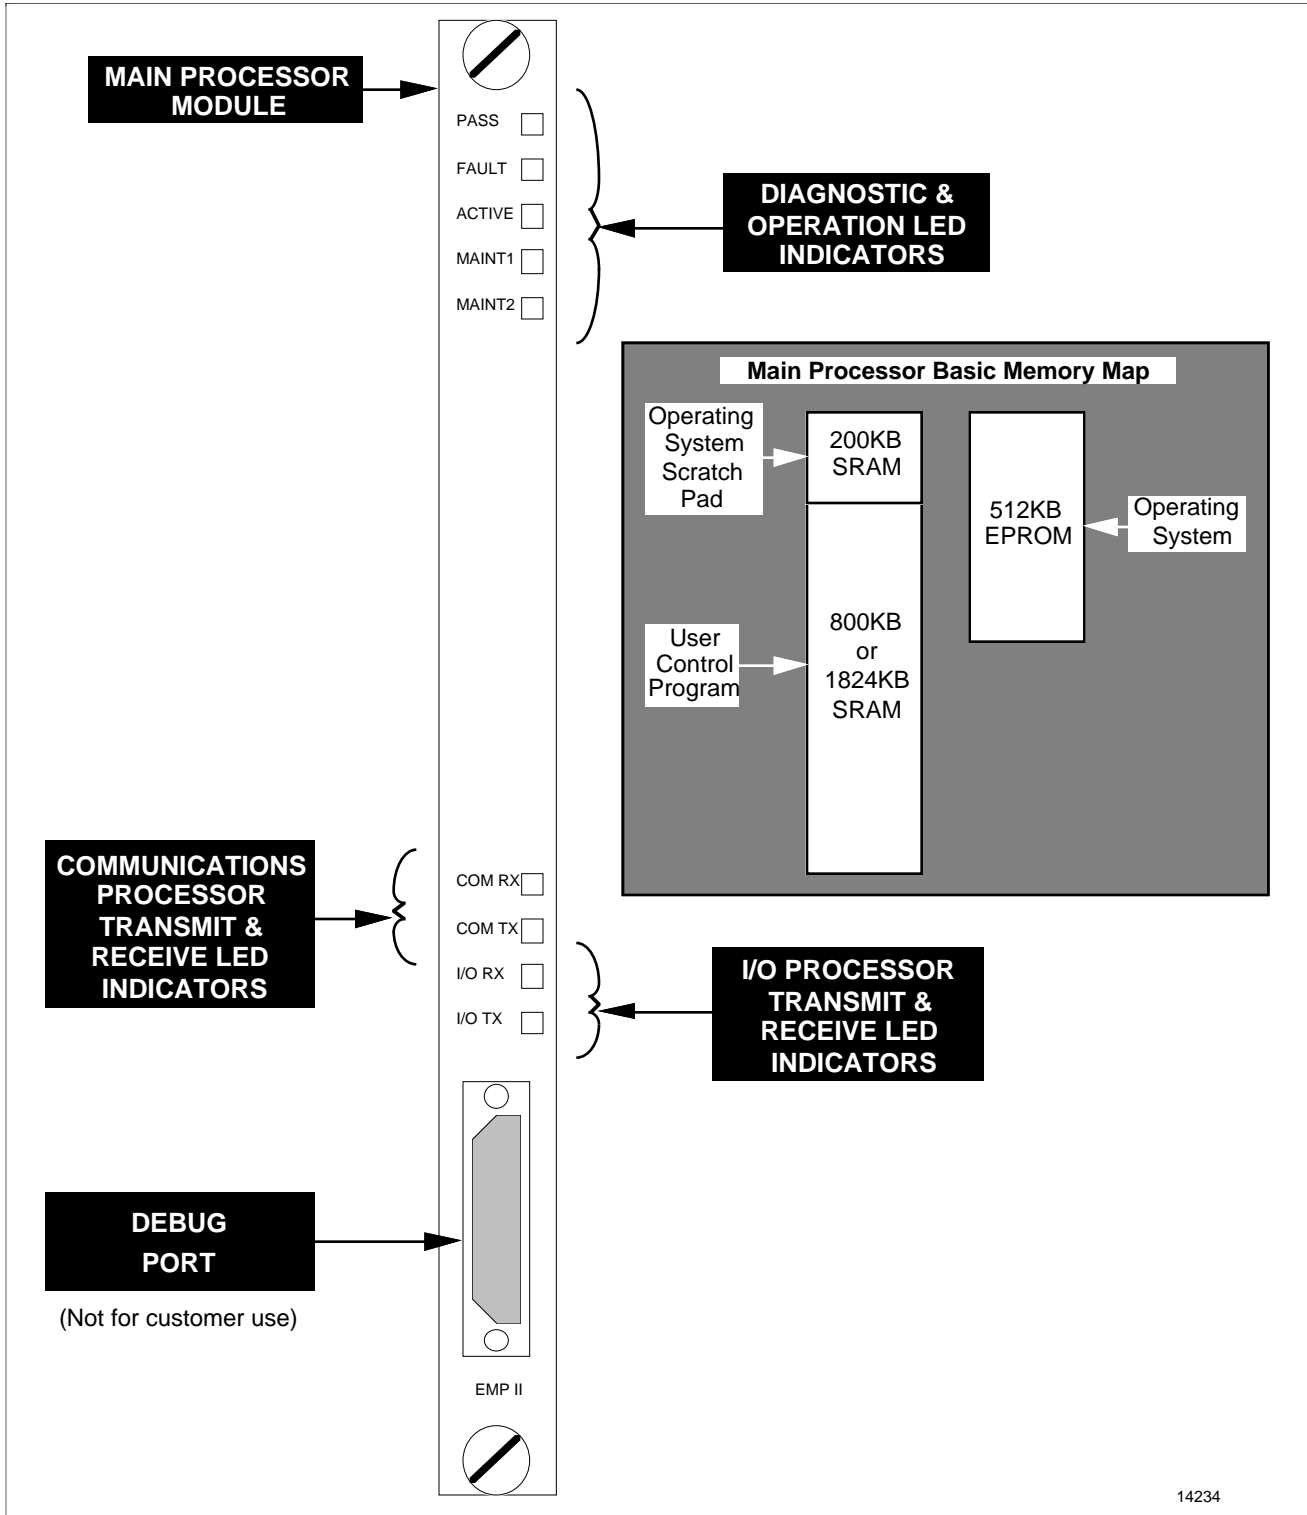 MAIN PROCESSOR
MODULE
PASS
FAULT
ACTIVE
MAINT1
MAINT2
DIAGNOSTIC &
OPERATION LED
INDICATORS
Main Processor Basic Memory Map
Operating
System
Scratch
Pad
200KB
SRAM
512KB
EPROM
Operating
System
User
Control
Program
800KB
or
1824KB
SRAM
COMMUNICATIONS
PROCESSOR
TRANSMIT &
RECEIVE LED
INDICATORS
COM RX
COM TX
I/O RX
I/O TX
I/O PROCESSOR
TRANSMIT &
RECEIVE LED
INDICATORS
DEBUG
PORT
(Not for customer use)
EMP II
14234